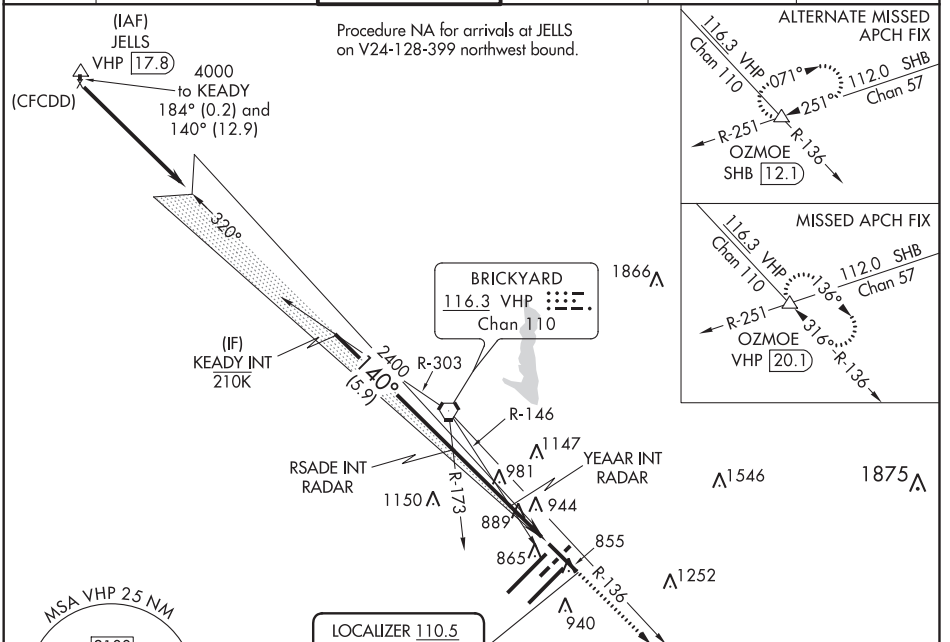 (IAF)
JELLS
VHP 17.8
(CFCDD)
4000
to KEADY
184° (0.2) and
140° (12.9)
Procedure NA for arrivals at JELLS
on V24-128-399 northwest bound.
ALTERNATE MISSED
APCH FIX
116.3 VHP
Chan 110
071°
112.0 SHB
Chan 57
251°
R-251
R-136
OZMOE
SHB 12.1
MISSED APCH FIX
116.3 VHP
Chan 110
136°
112.0 SHB
Chan 57
R-251
316°
R-136
OZMOE
VHP 20.1
320°
BRICKYARD
116.3 VHP
Chan 110
1866
(IF)
KEADY INT
210K
2400
140°
(5.9)
R-303
R-146
RSADE INT
RADAR
R-173
1150
981
1147
YEAAR INT
RADAR
944
889
1546
1875
865
855
R-136
1252
940
MSA VHP 25 NM
LOCALIZER 110.5